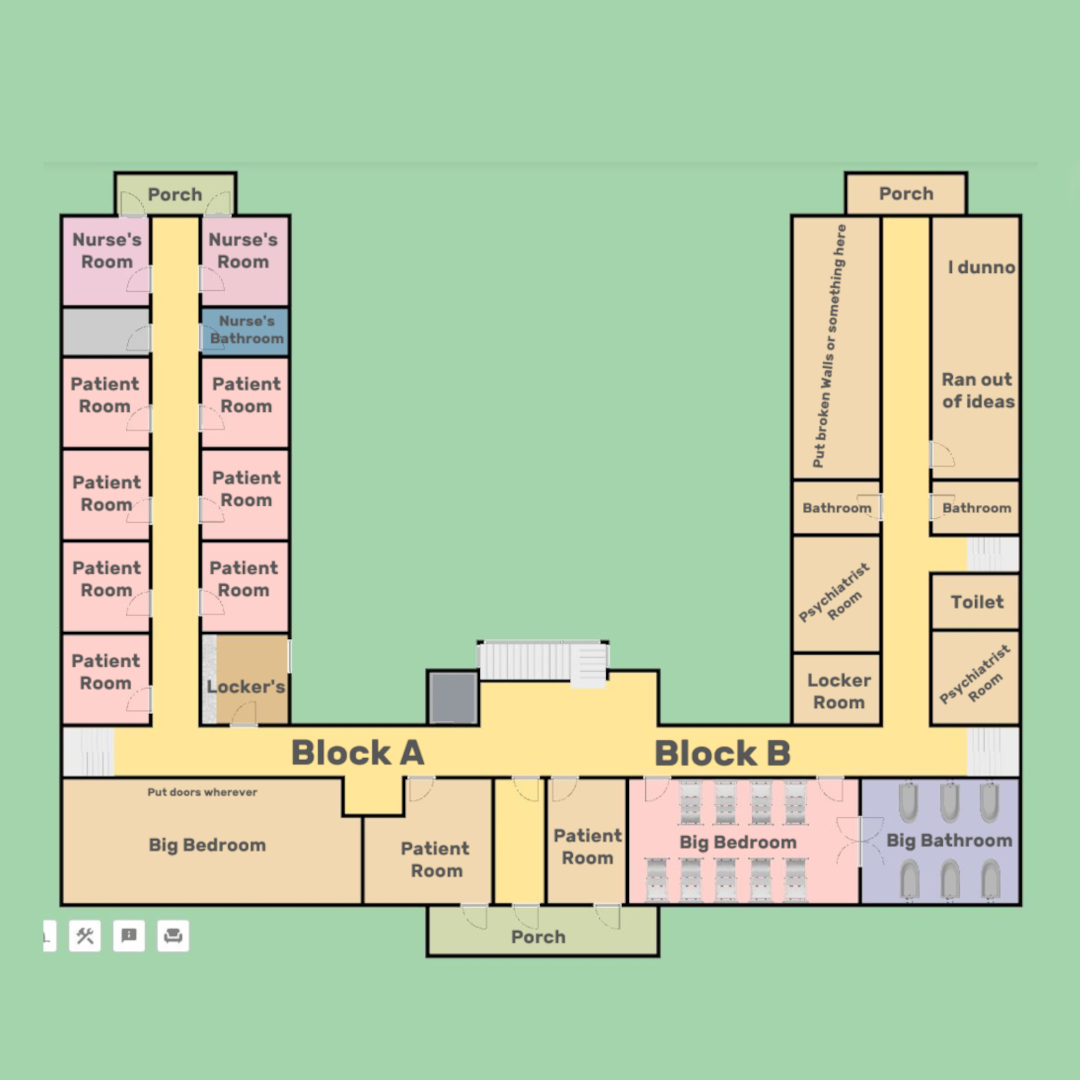 Porch
Porch
Nurse's
Room
Nurse's
Room
Put broken Walls or something here
I dunno
Nurse's
Bathroom
Patient
Room
Patient
Room
Ran out
of ideas
Patient
Room
Patient
Room
Bathroom
Bathroom
Patient
Room
Patient
Room
Psychiatrist
Room
Toilet
Patient
Room
Locker's
Locker
Room
Psychiatrist
Room
Block A
Block B
Put doors wherever
Big Bedroom
Patient
Room
Patient
Room
Big Bedroom
Big Bathroom
Porch